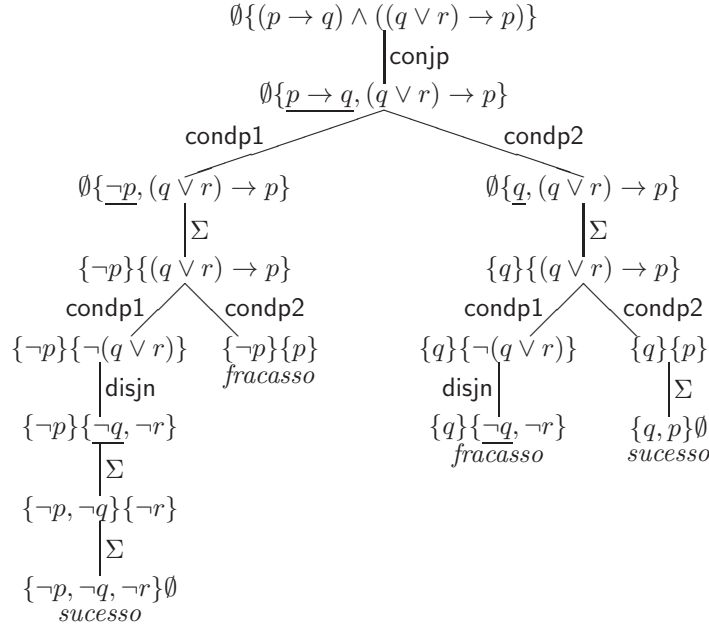 ∅{(p → q) ∧ ((q ∨ r) → p)}
conjp
∅{p → q, (q ∨ r) → p}
condp1 condp2
∅{¬p, (q ∨ r) → p} ∅{q, (q ∨ r) → p}
Σ Σ
{¬p}{(q ∨ r) → p} {q}{(q ∨ r) → p}
condp1 condp2 condp1 condp2
{¬p}{¬(q ∨ r)} {¬p}{p} {q}{¬(q ∨ r)} {q}{p}
fracasso
disjn disjn Σ
{¬p}{¬q, ¬r} {q}{¬q, ¬r} {q, p}∅
fracasso sucesso
Σ
{¬p, ¬q}{¬r}
Σ
{¬p, ¬q, ¬r}∅
sucesso